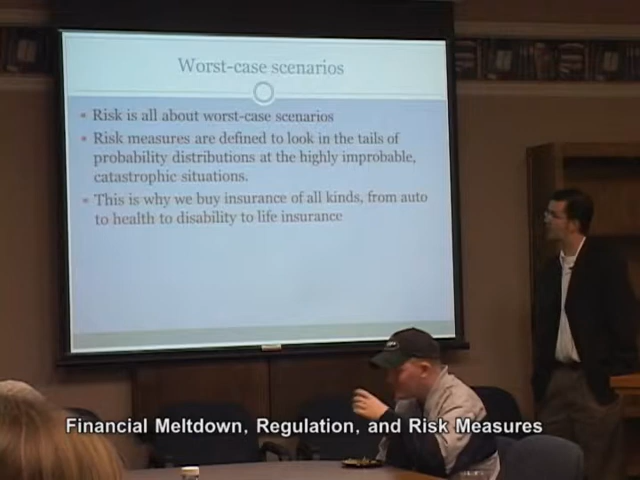 Worst-case scenarios
Risk is all about worst-case scenarios
Risk measures are defined to look in the tails of
probability distributions at the highly improbable,
catastrophic situations.
This is why we buy insurance of all kinds, from auto
to health to disability to life insurance
Financial Meltdown, Regulation, and Risk Measures